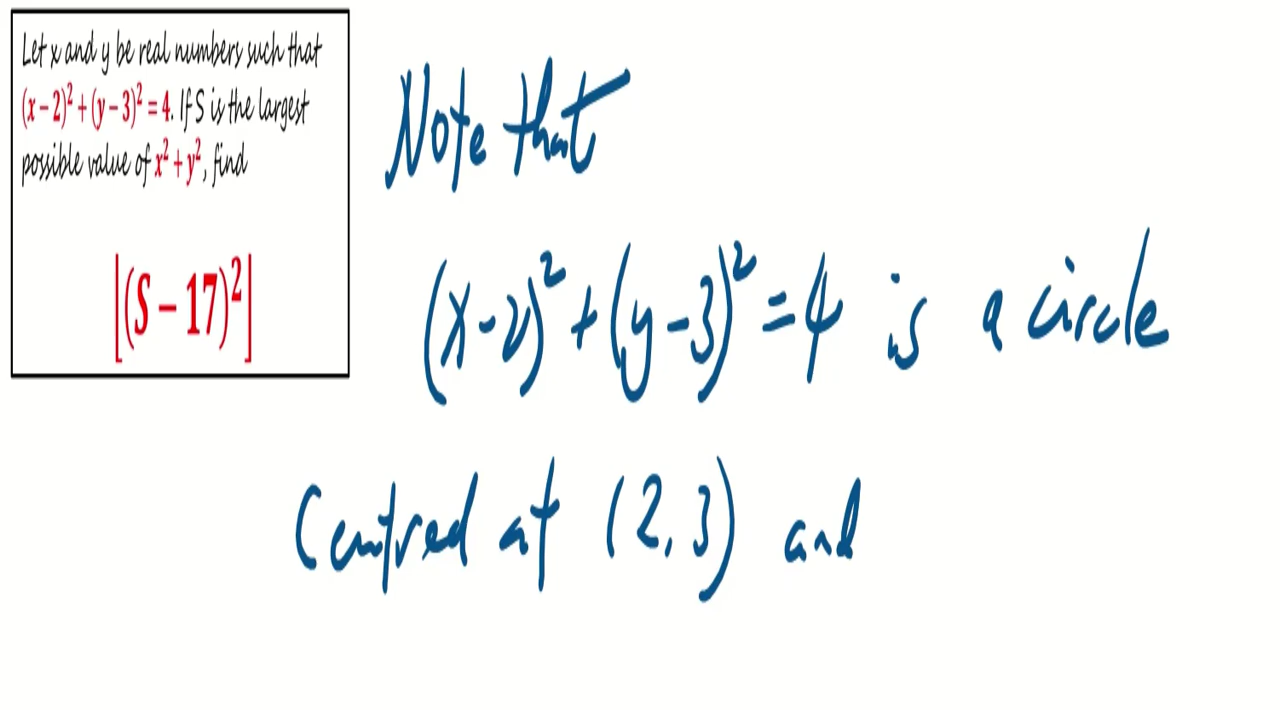 Let x and y be real numbers such that
(x – 2)² + (y – 3)² = 4. If S is the largest
possible value of x² + y², find
⌊(S – 17)²⌋
Note that
(x-2)² + (y-3)² = 4 is a circle
Centred at (2,3) and